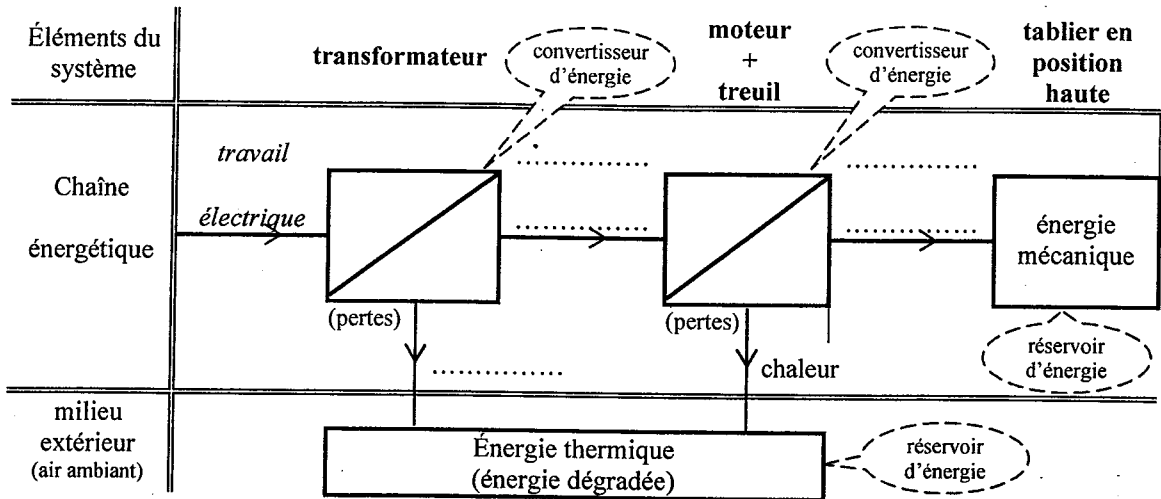 Éléments du
système
transformateur
convertisseur
d'énergie
moteur
+
treuil
convertisseur
d'énergie
tablier en
position
haute
Chaîne
énergétique
travail
électrique
....................
....................
....................
....................
énergie
mécanique
(pertes)
(pertes)
....................
chaleur
réservoir
d'énergie
milieu
extérieur
(air ambiant)
Énergie thermique
(énergie dégradée)
réservoir
d'énergie